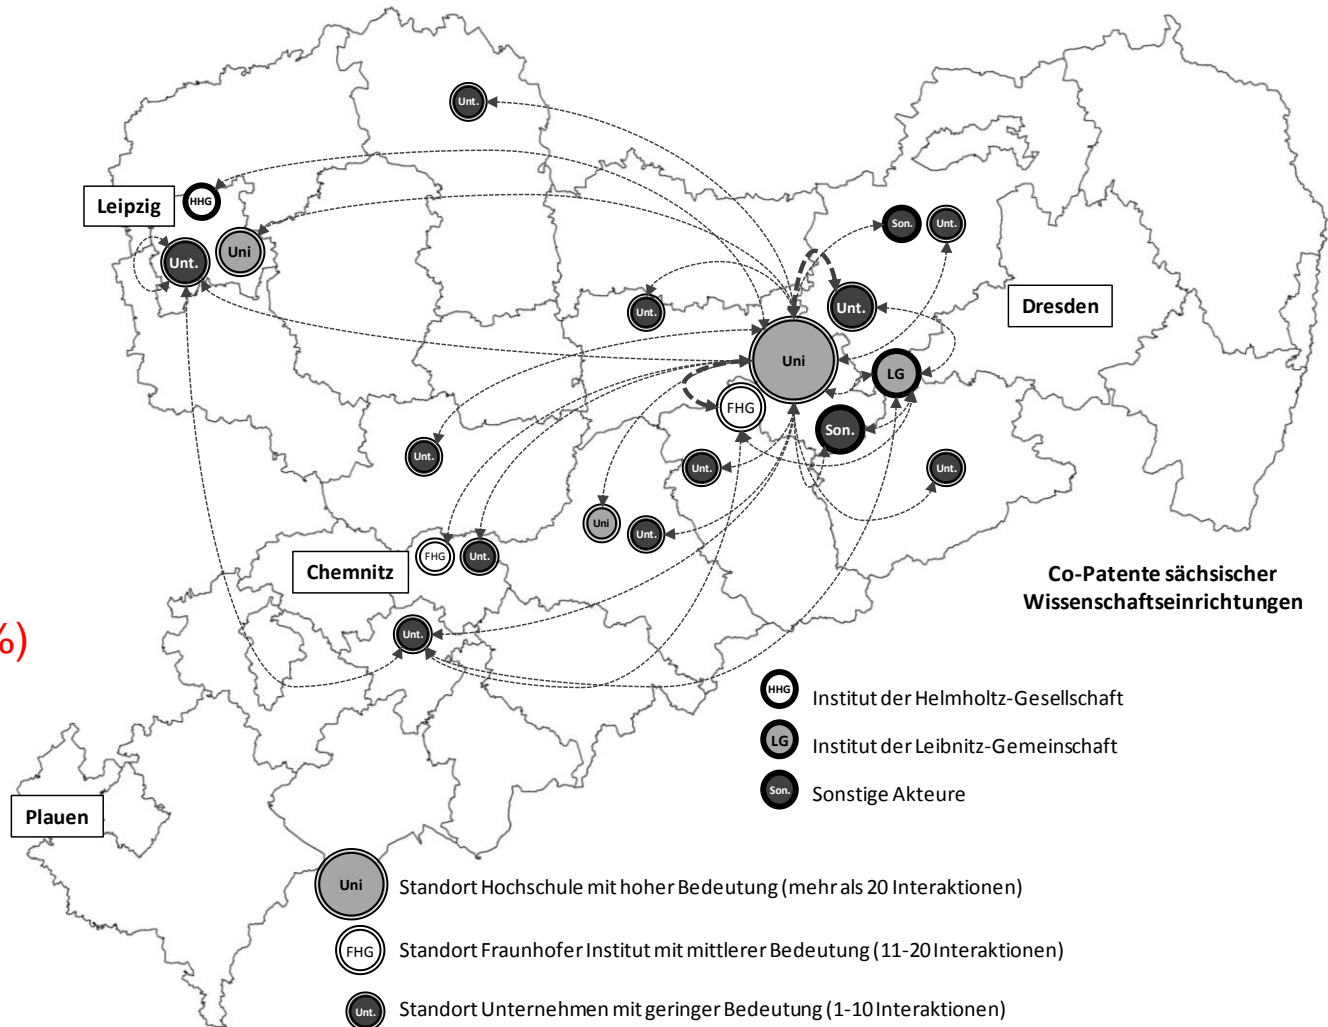 Unt.
HHG
Leipzig
Uni
Unt.
Son.
Unt.
Unt.
Unt.
Dresden
Uni
LG
FHG
Son.
Unt.
Unt.
Unt.
Uni
Unt.
FHG
Unt.
Chemnitz
Co-Patente sächsischer
Wissenschaftseinrichtungen
Unt.
%)
HHG Institut der Helmholtz-Gesellschaft
LG Institut der Leibnitz-Gemeinschaft
Son. Sonstige Akteure
Plauen
Uni Standort Hochschule mit hoher Bedeutung (mehr als 20 Interaktionen)
FHG Standort Fraunhofer Institut mit mittlerer Bedeutung (11-20 Interaktionen)
Unt. Standort Unternehmen mit geringer Bedeutung (1-10 Interaktionen)